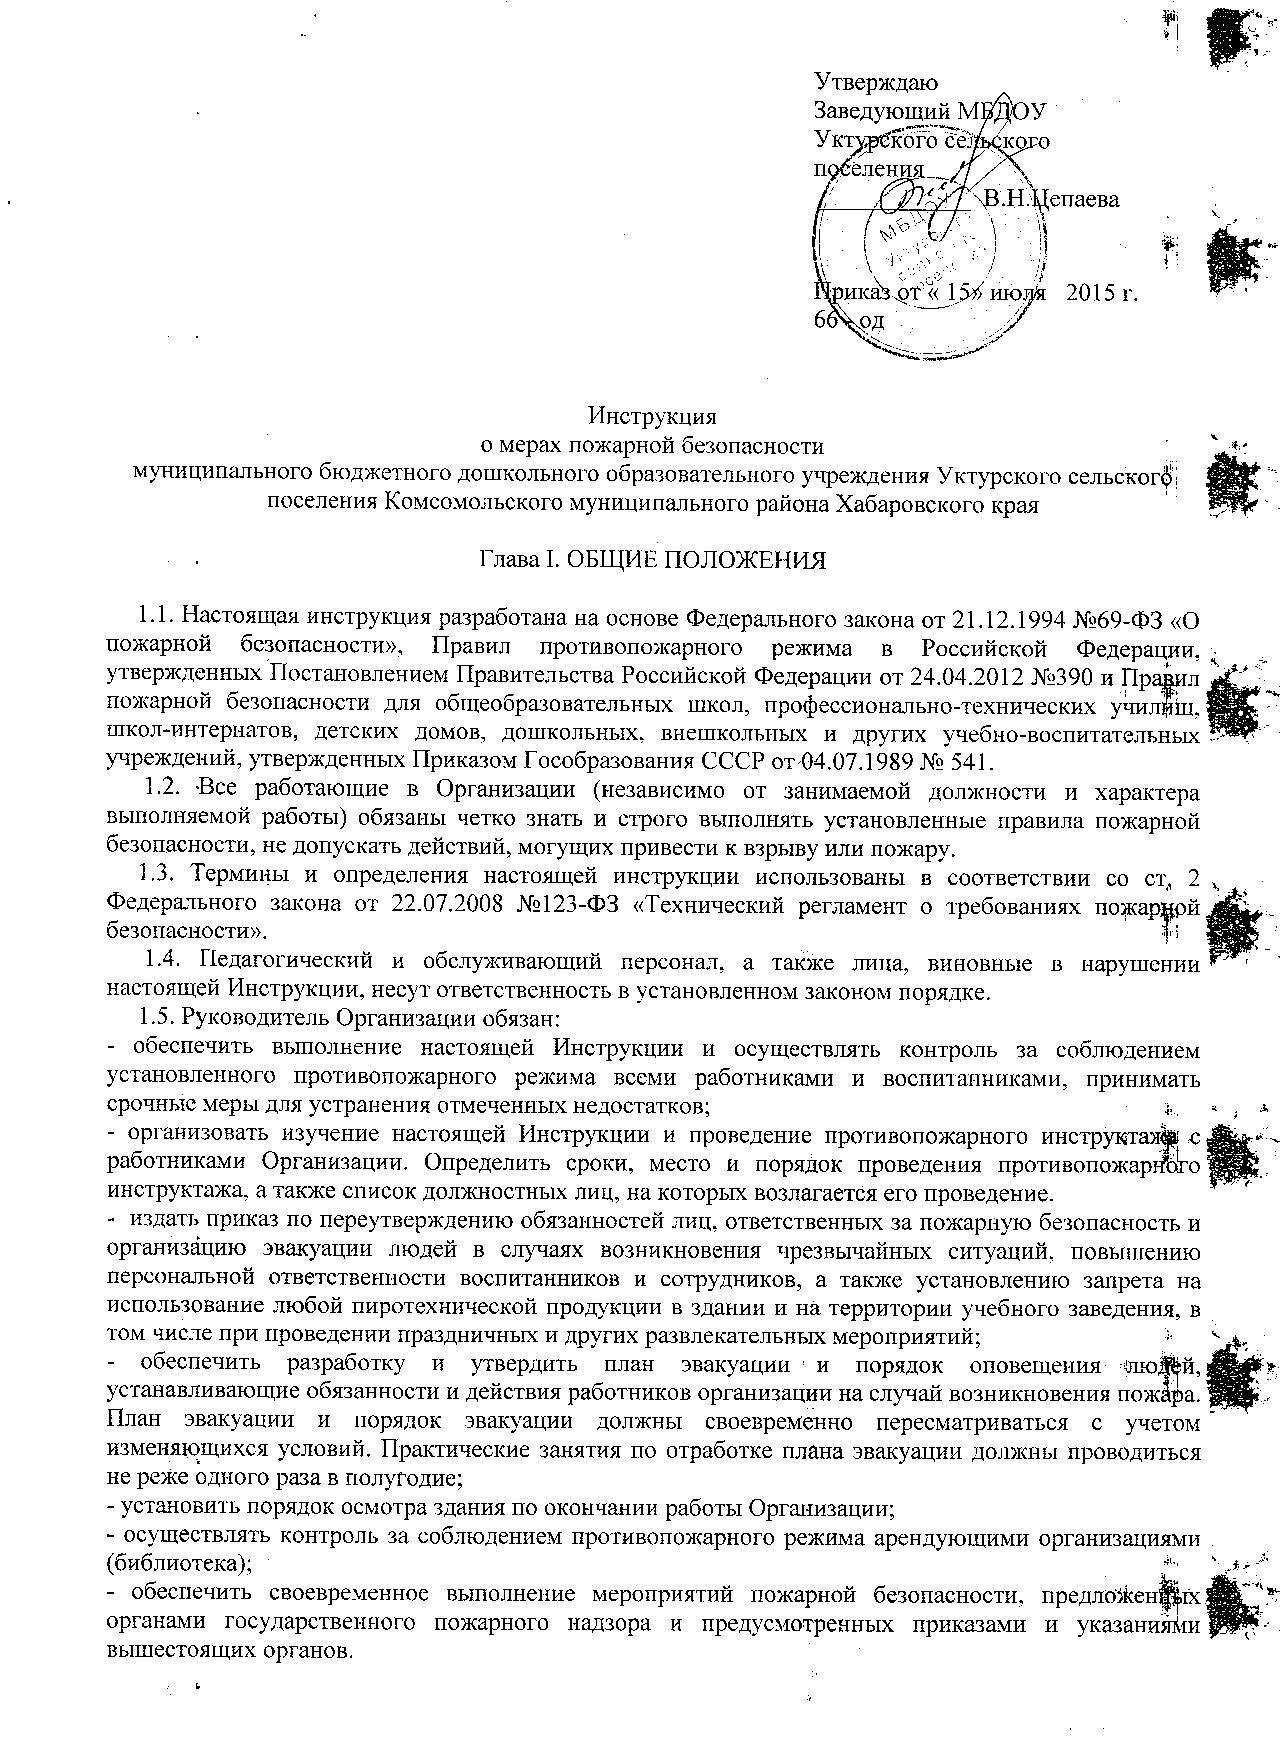 Утверждаю
Заведующий МБДОУ
Уктурского сельского
поселения
В.Н.Цепаева
МБДОУ
Приказ от « 15» июля 2015 г.
66 - од
Инструкция
о мерах пожарной безопасности
муниципального бюджетного дошкольного образовательного учреждения Уктурского сельского
поселения Комсомольского муниципального района Хабаровского края
Глава I. ОБЩИЕ ПОЛОЖЕНИЯ
1.1. Настоящая инструкция разработана на основе Федерального закона от 21.12.1994 №69-ФЗ «О
пожарной безопасности», Правил противопожарного режима в Российской Федерации,
утвержденных Постановлением Правительства Российской Федерации от 24.04.2012 №390 и Правил
пожарной безопасности для общеобразовательных школ, профессионально-технических училищ,
школ-интернатов, детских домов, дошкольных, внешкольных и других учебно-воспитательных
учреждений, утвержденных Приказом Гособразования СССР от 04.07.1989 № 541.
1.2. Все работающие в Организации (независимо от занимаемой должности и характера
выполняемой работы) обязаны четко знать и строго выполнять установленные правила пожарной
безопасности, не допускать действий, могущих привести к взрыву или пожару.
1.3. Термины и определения настоящей инструкции использованы в соответствии со ст. 2
Федерального закона от 22.07.2008 №123-ФЗ «Технический регламент о требованиях пожарной
безопасности».
1.4. Педагогический и обслуживающий персонал, а также лица, виновные в нарушении
настоящей Инструкции, несут ответственность в установленном законом порядке.
1.5. Руководитель Организации обязан:
- обеспечить выполнение настоящей Инструкции и осуществлять контроль за соблюдением
установленного противопожарного режима всеми работниками и воспитанниками, принимать
срочные меры для устранения отмеченных недостатков;
- организовать изучение настоящей Инструкции и проведение противопожарного инструктажа с
работниками Организации. Определить сроки, место и порядок проведения противопожарного
инструктажа, а также список должностных лиц, на которых возлагается его проведение.
- издать приказ по переутверждению обязанностей лиц, ответственных за пожарную безопасность и
организацию эвакуации людей в случаях возникновения чрезвычайных ситуаций, повышению
персональной ответственности воспитанников и сотрудников, а также установлению запрета на
использование любой пиротехнической продукции в здании и на территории учебного заведения, в
том числе при проведении праздничных и других развлекательных мероприятий;
- обеспечить разработку и утвердить план эвакуации и порядок оповещения людей,
устанавливающие обязанности и действия работников организации на случай возникновения пожара.
План эвакуации и порядок эвакуации должны своевременно пересматриваться с учетом
изменяющихся условий. Практические занятия по отработке плана эвакуации должны проводиться
не реже одного раза в полугодие;
- установить порядок осмотра здания по окончании работы Организации;
- осуществлять контроль за соблюдением противопожарного режима арендующими организациями
(библиотека);
- обеспечить своевременное выполнение мероприятий пожарной безопасности, предложенных
органами государственного пожарного надзора и предусмотренных приказами и указаниями
вышестоящих органов.